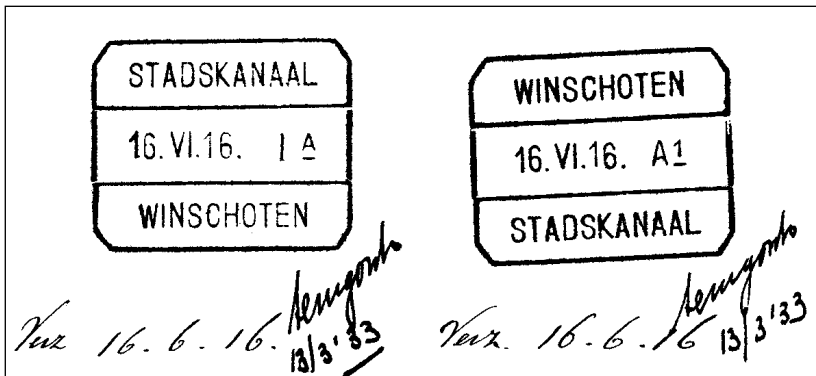 STADSKANAAL
16.VI.16. 1 A
WINSCHOTEN
Verz 16.6.16.
13/3'33
WINSCHOTEN
16.VI.16. A1
STADSKANAAL
Verz. 16.6.16
13/3'33